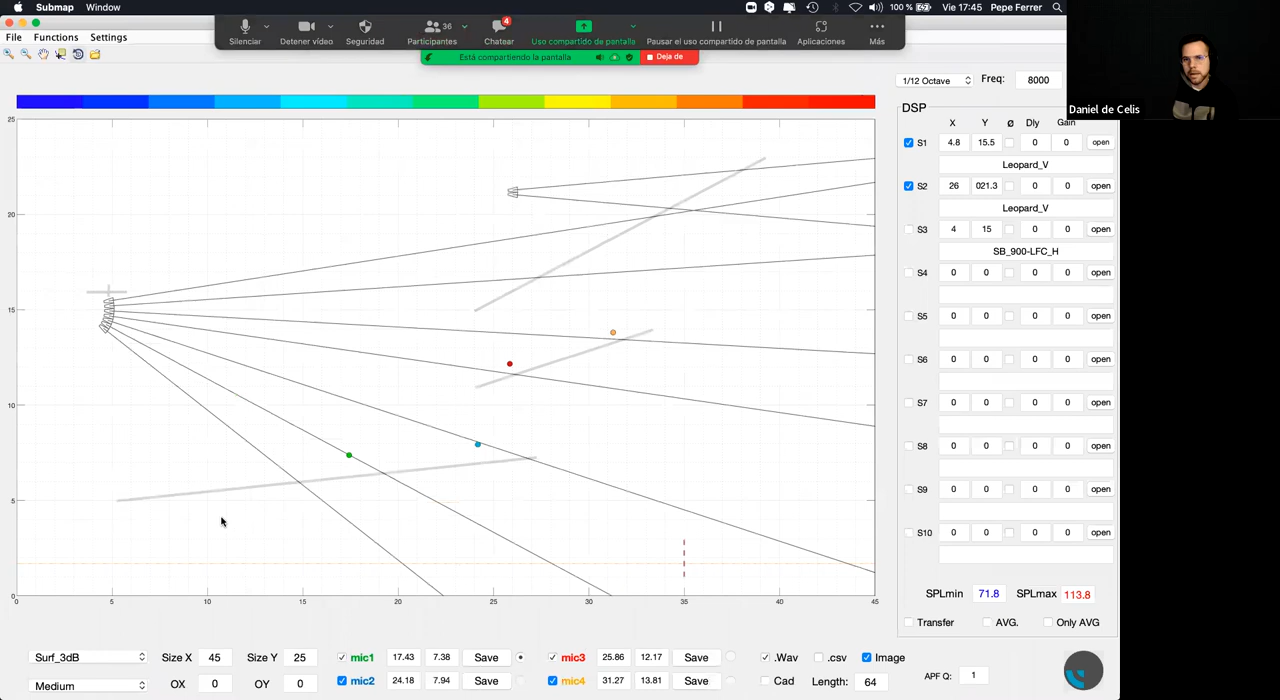 Submap Window 100 % Vie 17:45 Pepe Ferrer
File Functions Settings
Silenciar Detener vídeo Seguridad Participantes 36 Chatear 4 Uso compartido de pantalla Pausar el uso compartido de pantalla Aplicaciones Más
Está compartiendo la pantalla Deja de
Daniel de Celis
1/12 Octave Freq: 8000
DSP
X Y Ø Dly Gain
S1 4.8 15.5 0 0 open
Leopard_V
S2 26 021.3 0 0 open
Leopard_V
S3 4 15 0 0 open
SB_900-LFC_H
S4 0 0 0 0 open
S5 0 0 0 0 open
S6 0 0 0 0 open
S7 0 0 0 0 open
S8 0 0 0 0 open
S9 0 0 0 0 open
S10 0 0 0 0 open
SPLmin 71.8 SPLmax 113.8
Transfer AVG. Only AVG
25
20
15
10
5
0
0 5 10 15 20 25 30 35 40 45
Surf_3dB Size X 45 Size Y 25 mic1 17.43 7.38 Save mic3 25.86 12.17 Save .Wav .csv Image
Medium OX 0 OY 0 mic2 24.18 7.94 Save mic4 31.27 13.81 Save Cad Length: 64 APF Q: 1